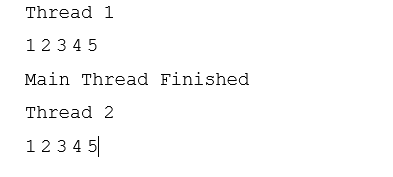 Thread 1
1 2 3 4 5
Main Thread Finished
Thread 2
1 2 3 4 5